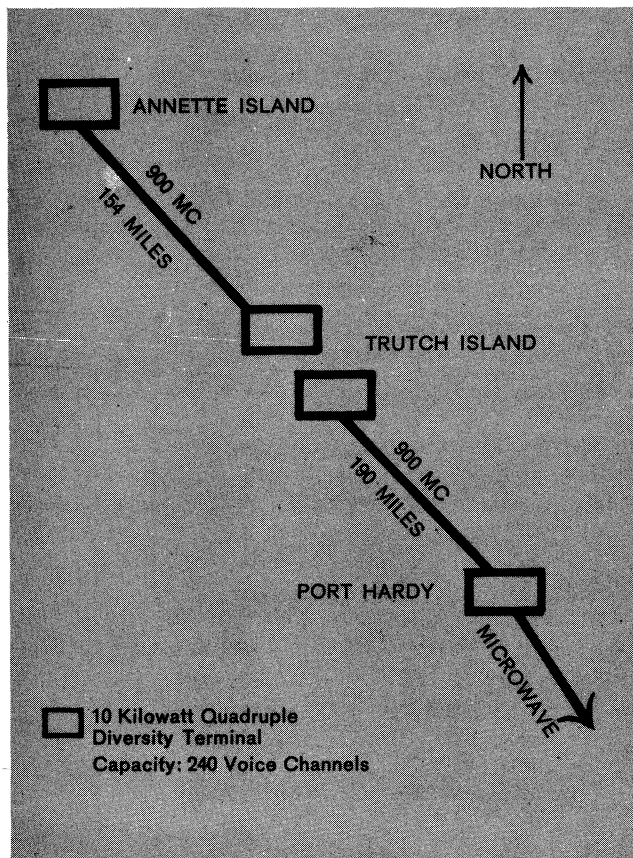 ANNETTE ISLAND
NORTH
900 MC
154 MILES
TRUTCH ISLAND
900 MC
190 MILES
PORT HARDY
MICROWAVE
10 Kilowatt Quadruple
Diversity Terminal
Capacity: 240 Voice Channels